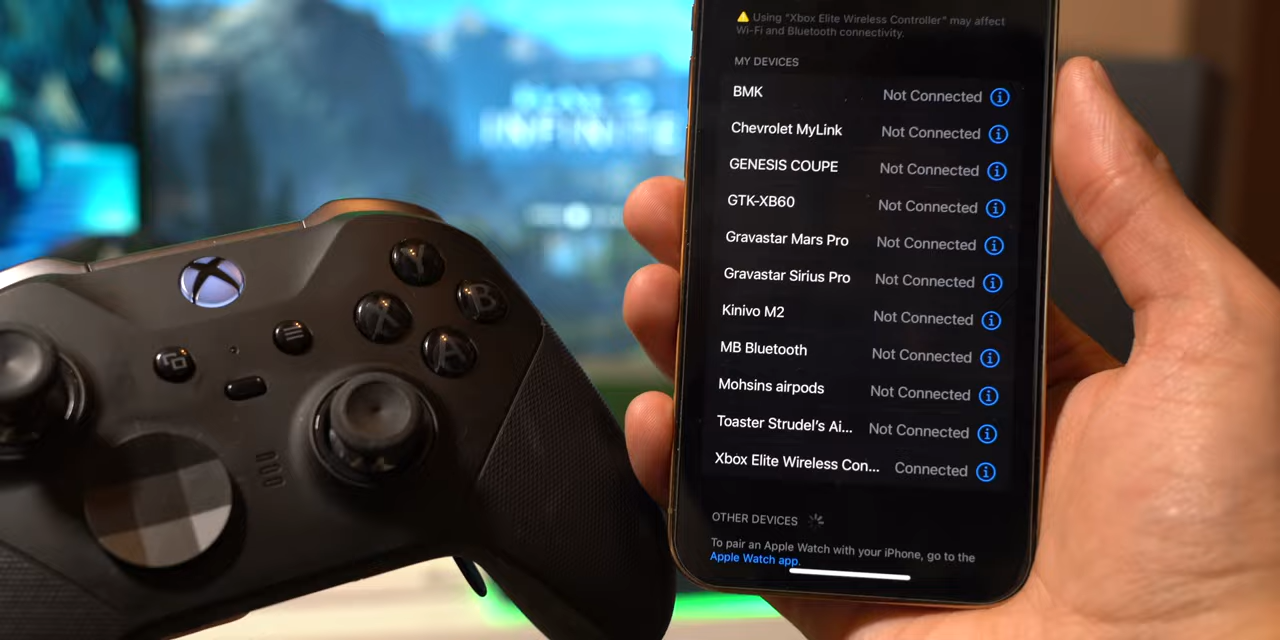 ⚠ Using "Xbox Elite Wireless Controller" may affect
Wi-Fi and Bluetooth connectivity.
MY DEVICES
BMK Not Connected
Chevrolet MyLink Not Connected
GENESIS COUPE Not Connected
GTK-XB60 Not Connected
Gravastar Mars Pro Not Connected
Gravastar Sirius Pro Not Connected
Kinivo M2 Not Connected
MB Bluetooth Not Connected
Mohsins airpods Not Connected
Toaster Strudel's Ai... Not Connected
Xbox Elite Wireless Con... Connected
OTHER DEVICES
To pair an Apple Watch with your iPhone, go to the
Apple Watch app.
HALO
INFINITE
Y
X
B
A